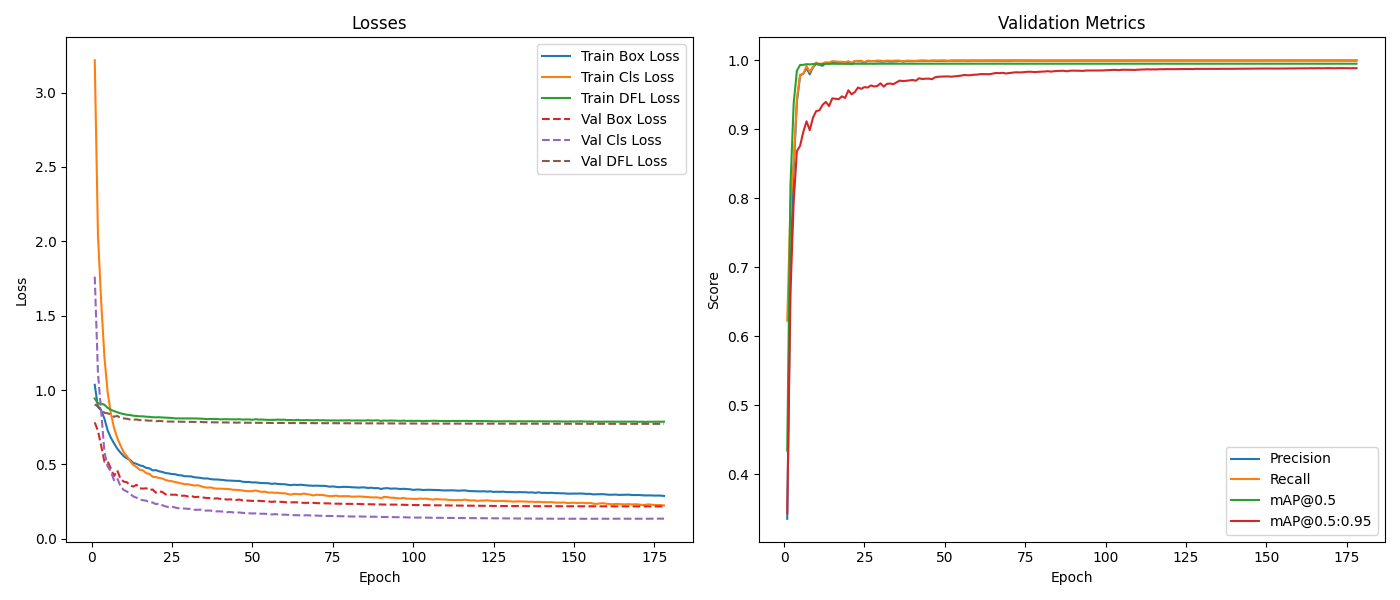 Losses
Loss
3.0
2.5
2.0
1.5
1.0
0.5
0.0
0 25 50 75 100 125 150 175
Epoch
Train Box Loss
Train Cls Loss
Train DFL Loss
Val Box Loss
Val Cls Loss
Val DFL Loss
Validation Metrics
Score
1.0
0.9
0.8
0.7
0.6
0.5
0.4
0 25 50 75 100 125 150 175
Epoch
Precision
Recall
mAP@0.5
mAP@0.5:0.95